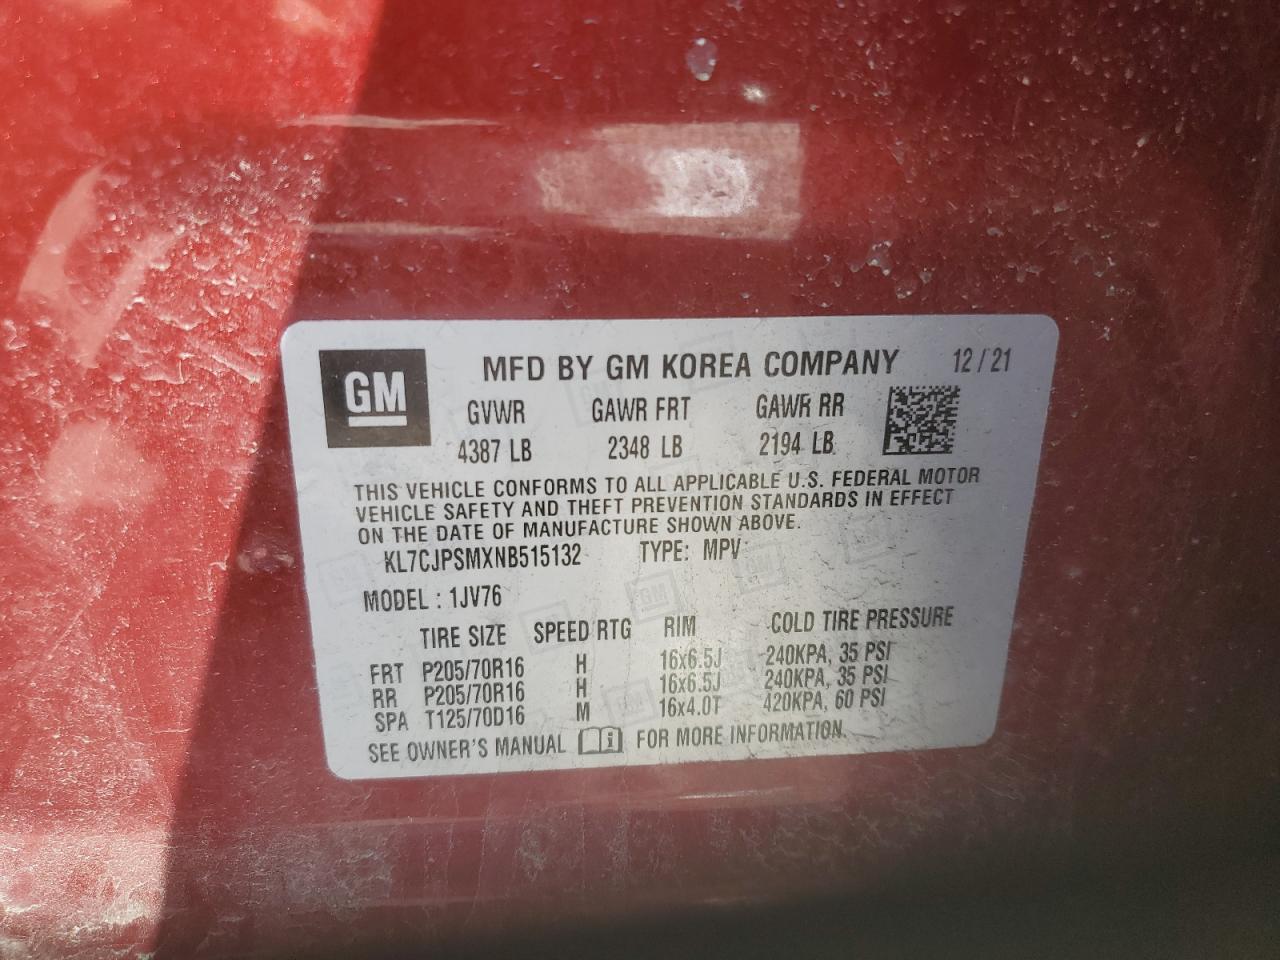 GM
MFD BY GM KOREA COMPANY 12/21
GVWR GAWR FRT GAWR RR
4387 LB 2348 LB 2194 LB
THIS VEHICLE CONFORMS TO ALL APPLICABLE U.S. FEDERAL MOTOR
VEHICLE SAFETY AND THEFT PREVENTION STANDARDS IN EFFECT
ON THE DATE OF MANUFACTURE SHOWN ABOVE.
KL7CJPSMXNB515132 TYPE: MPV
MODEL : 1JV76
TIRE SIZE SPEED RTG RIM COLD TIRE PRESSURE
FRT P205/70R16 H 16x6.5J 240KPA, 35 PSI
RR P205/70R16 H 16x6.5J 240KPA, 35 PSI
SPA T125/70D16 M 16x4.0T 420KPA, 60 PSI
SEE OWNER'S MANUAL i FOR MORE INFORMATION.